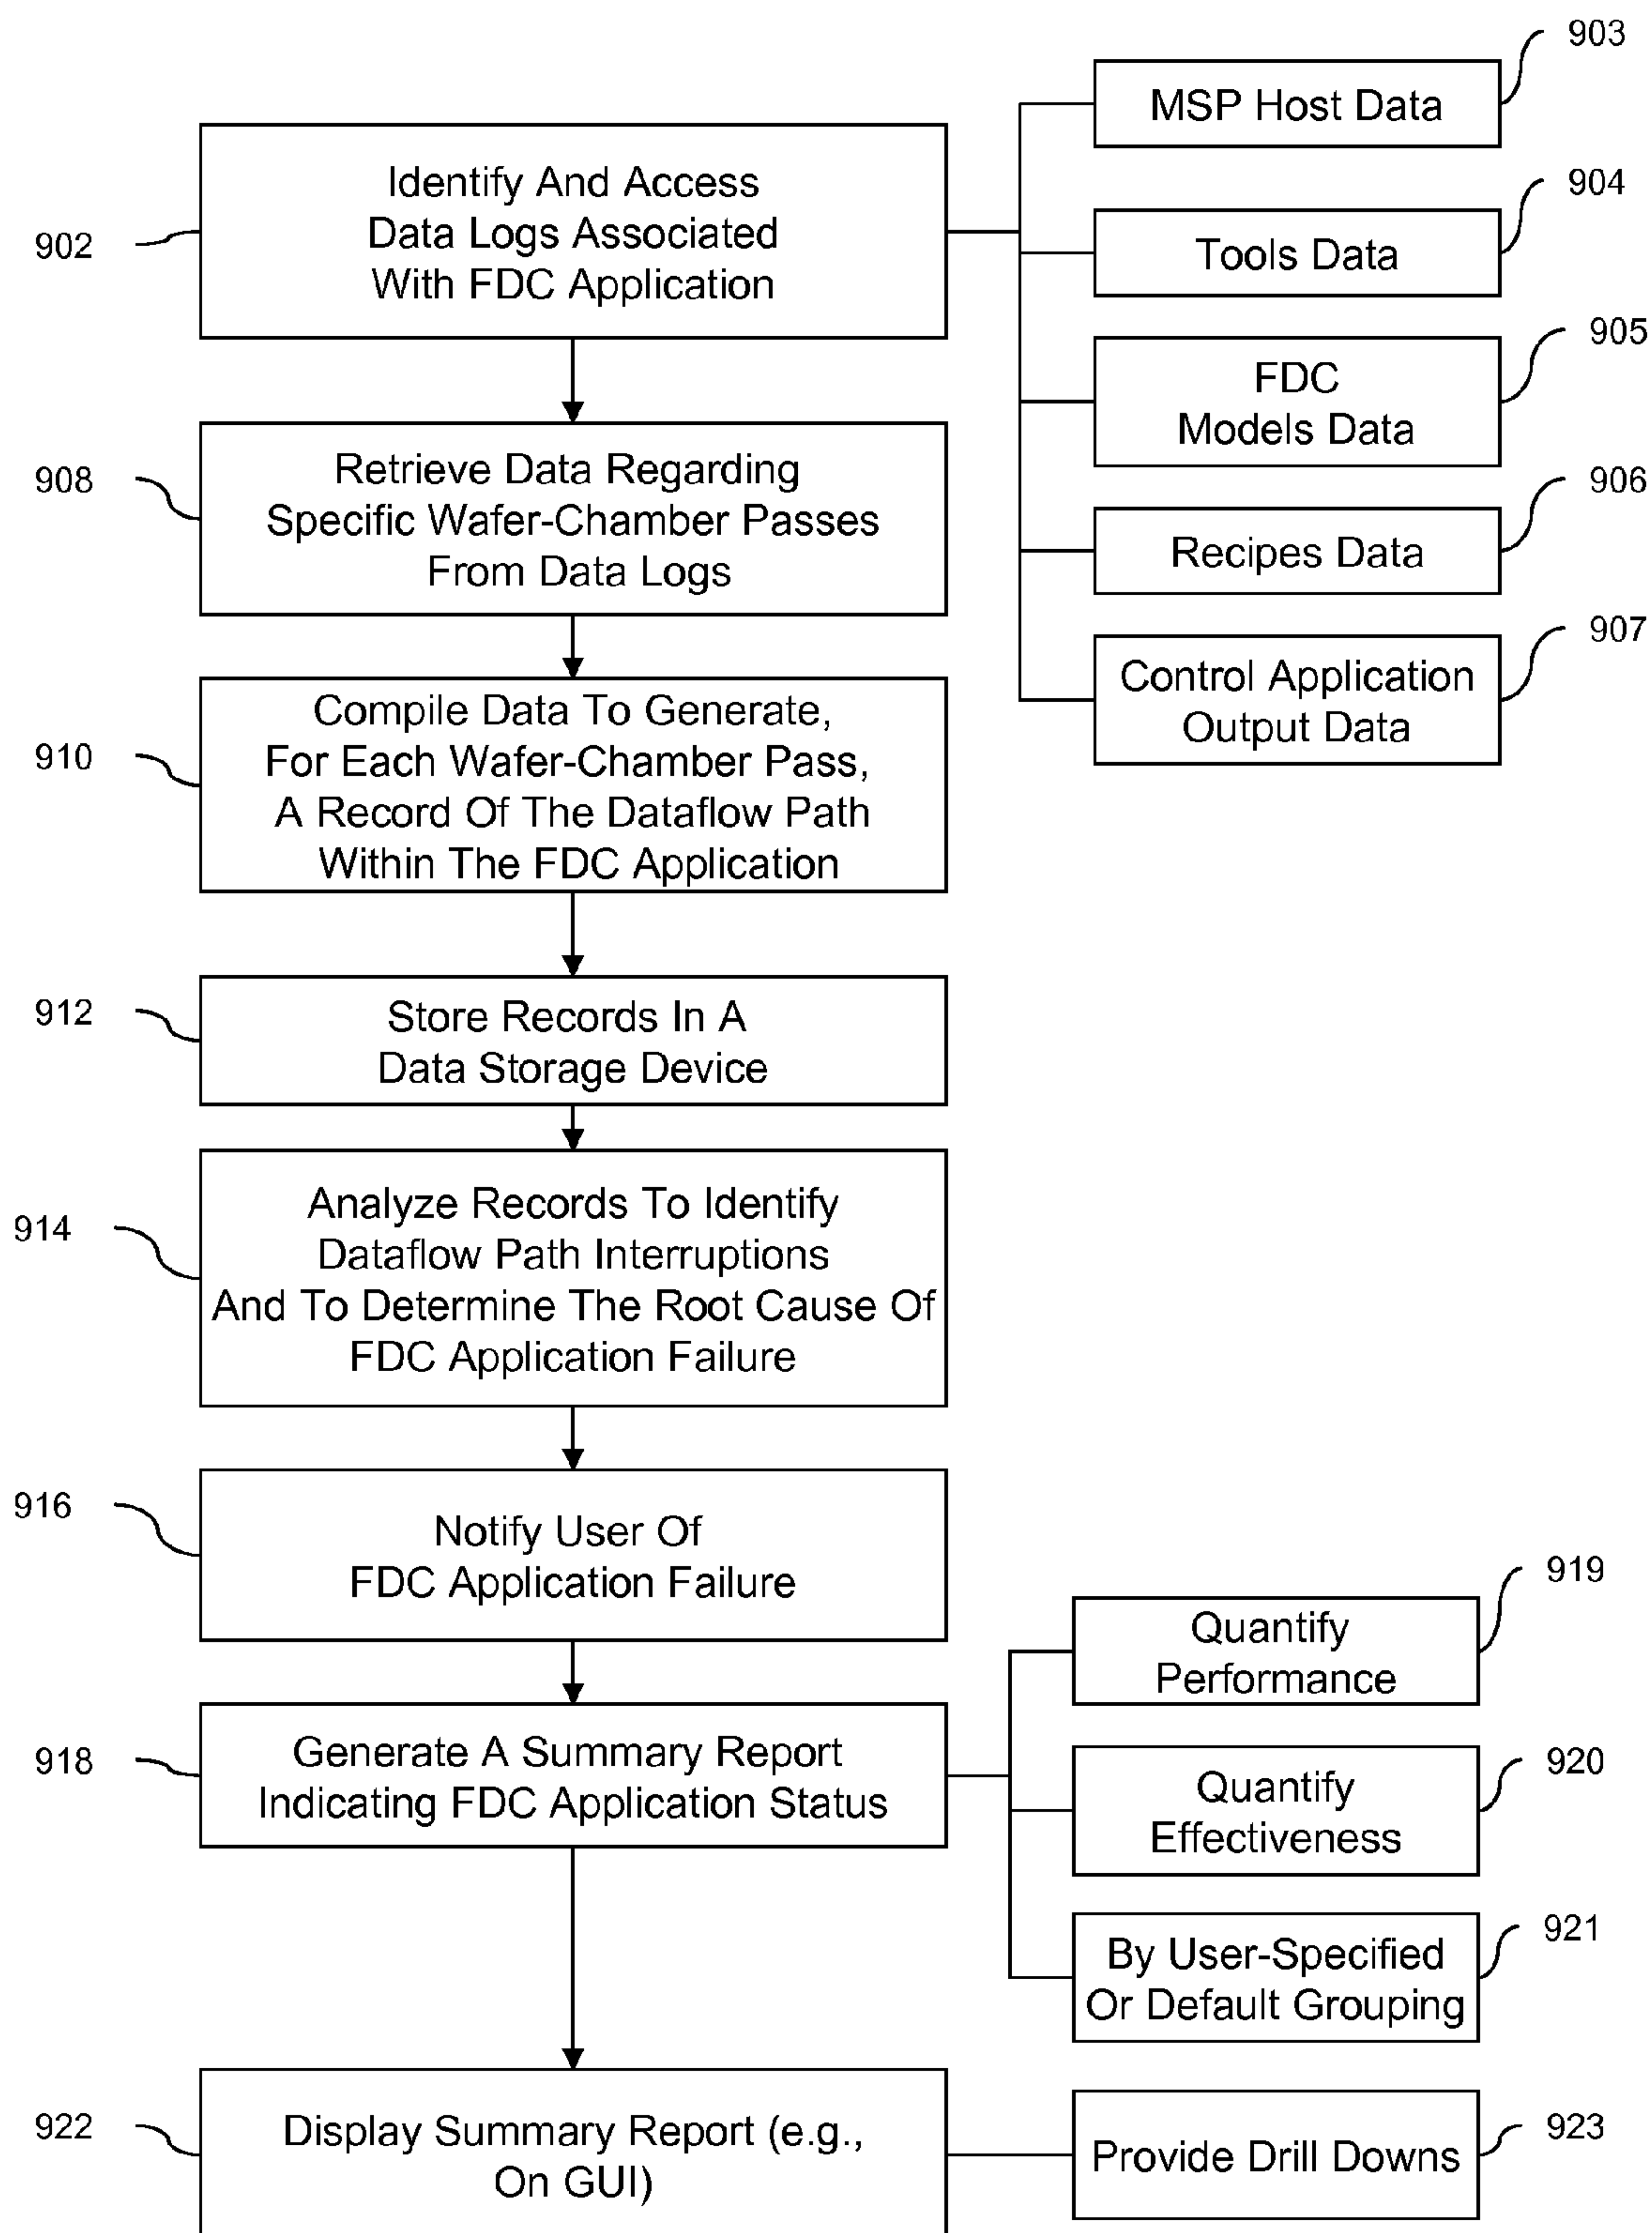 903
MSP Host Data
902
Identify And Access
Data Logs Associated
With FDC Application
904
Tools Data
905
FDC
Models Data
908
Retrieve Data Regarding
Specific Wafer-Chamber Passes
From Data Logs
906
Recipes Data
907
Control Application
Output Data
910
Compile Data To Generate,
For Each Wafer-Chamber Pass,
A Record Of The Dataflow Path
Within The FDC Application
912
Store Records In A
Data Storage Device
914
Analyze Records To Identify
Dataflow Path Interruptions
And To Determine The Root Cause Of
FDC Application Failure
916
Notify User Of
FDC Application Failure
919
Quantify
Performance
918
Generate A Summary Report
Indicating FDC Application Status
920
Quantify
Effectiveness
921
By User-Specified
Or Default Grouping
922
Display Summary Report (e.g.,
On GUI)
923
Provide Drill Downs